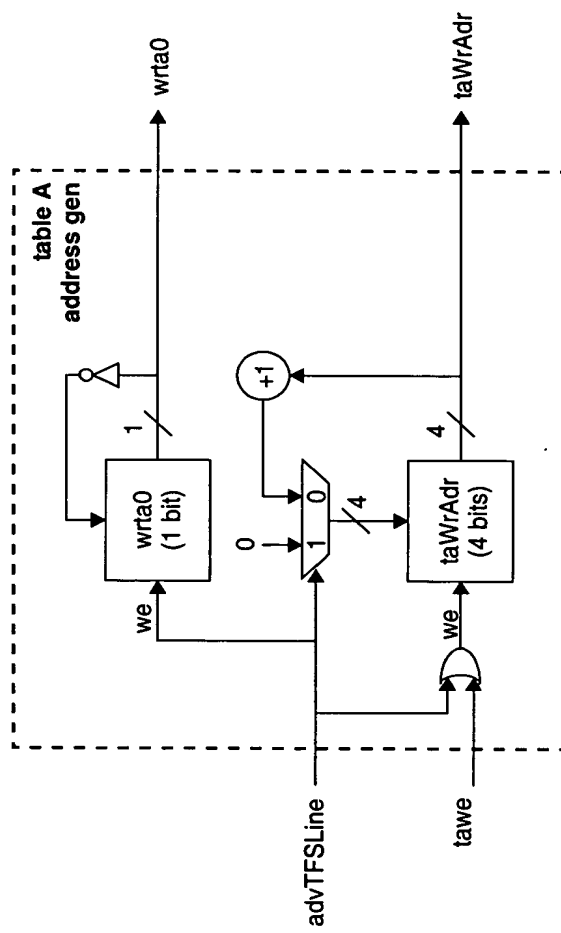 table A
address gen
wrta0
1
wrta0
(1 bit)
we
+1
0
1 0
4
4
taWrAdr
taWrAdr
(4 bits)
we
advTFSLine
tawe